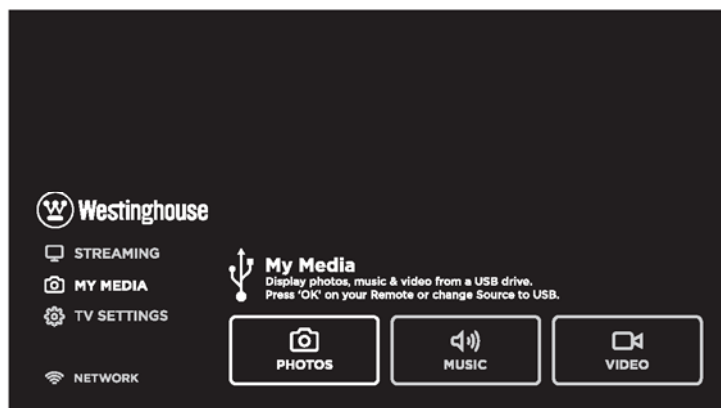 Westinghouse
STREAMING
MY MEDIA
TV SETTINGS
NETWORK
My Media
Display photos, music & video from a USB drive.
Press ‘OK’ on your Remote or change Source to USB.
PHOTOS
MUSIC
VIDEO